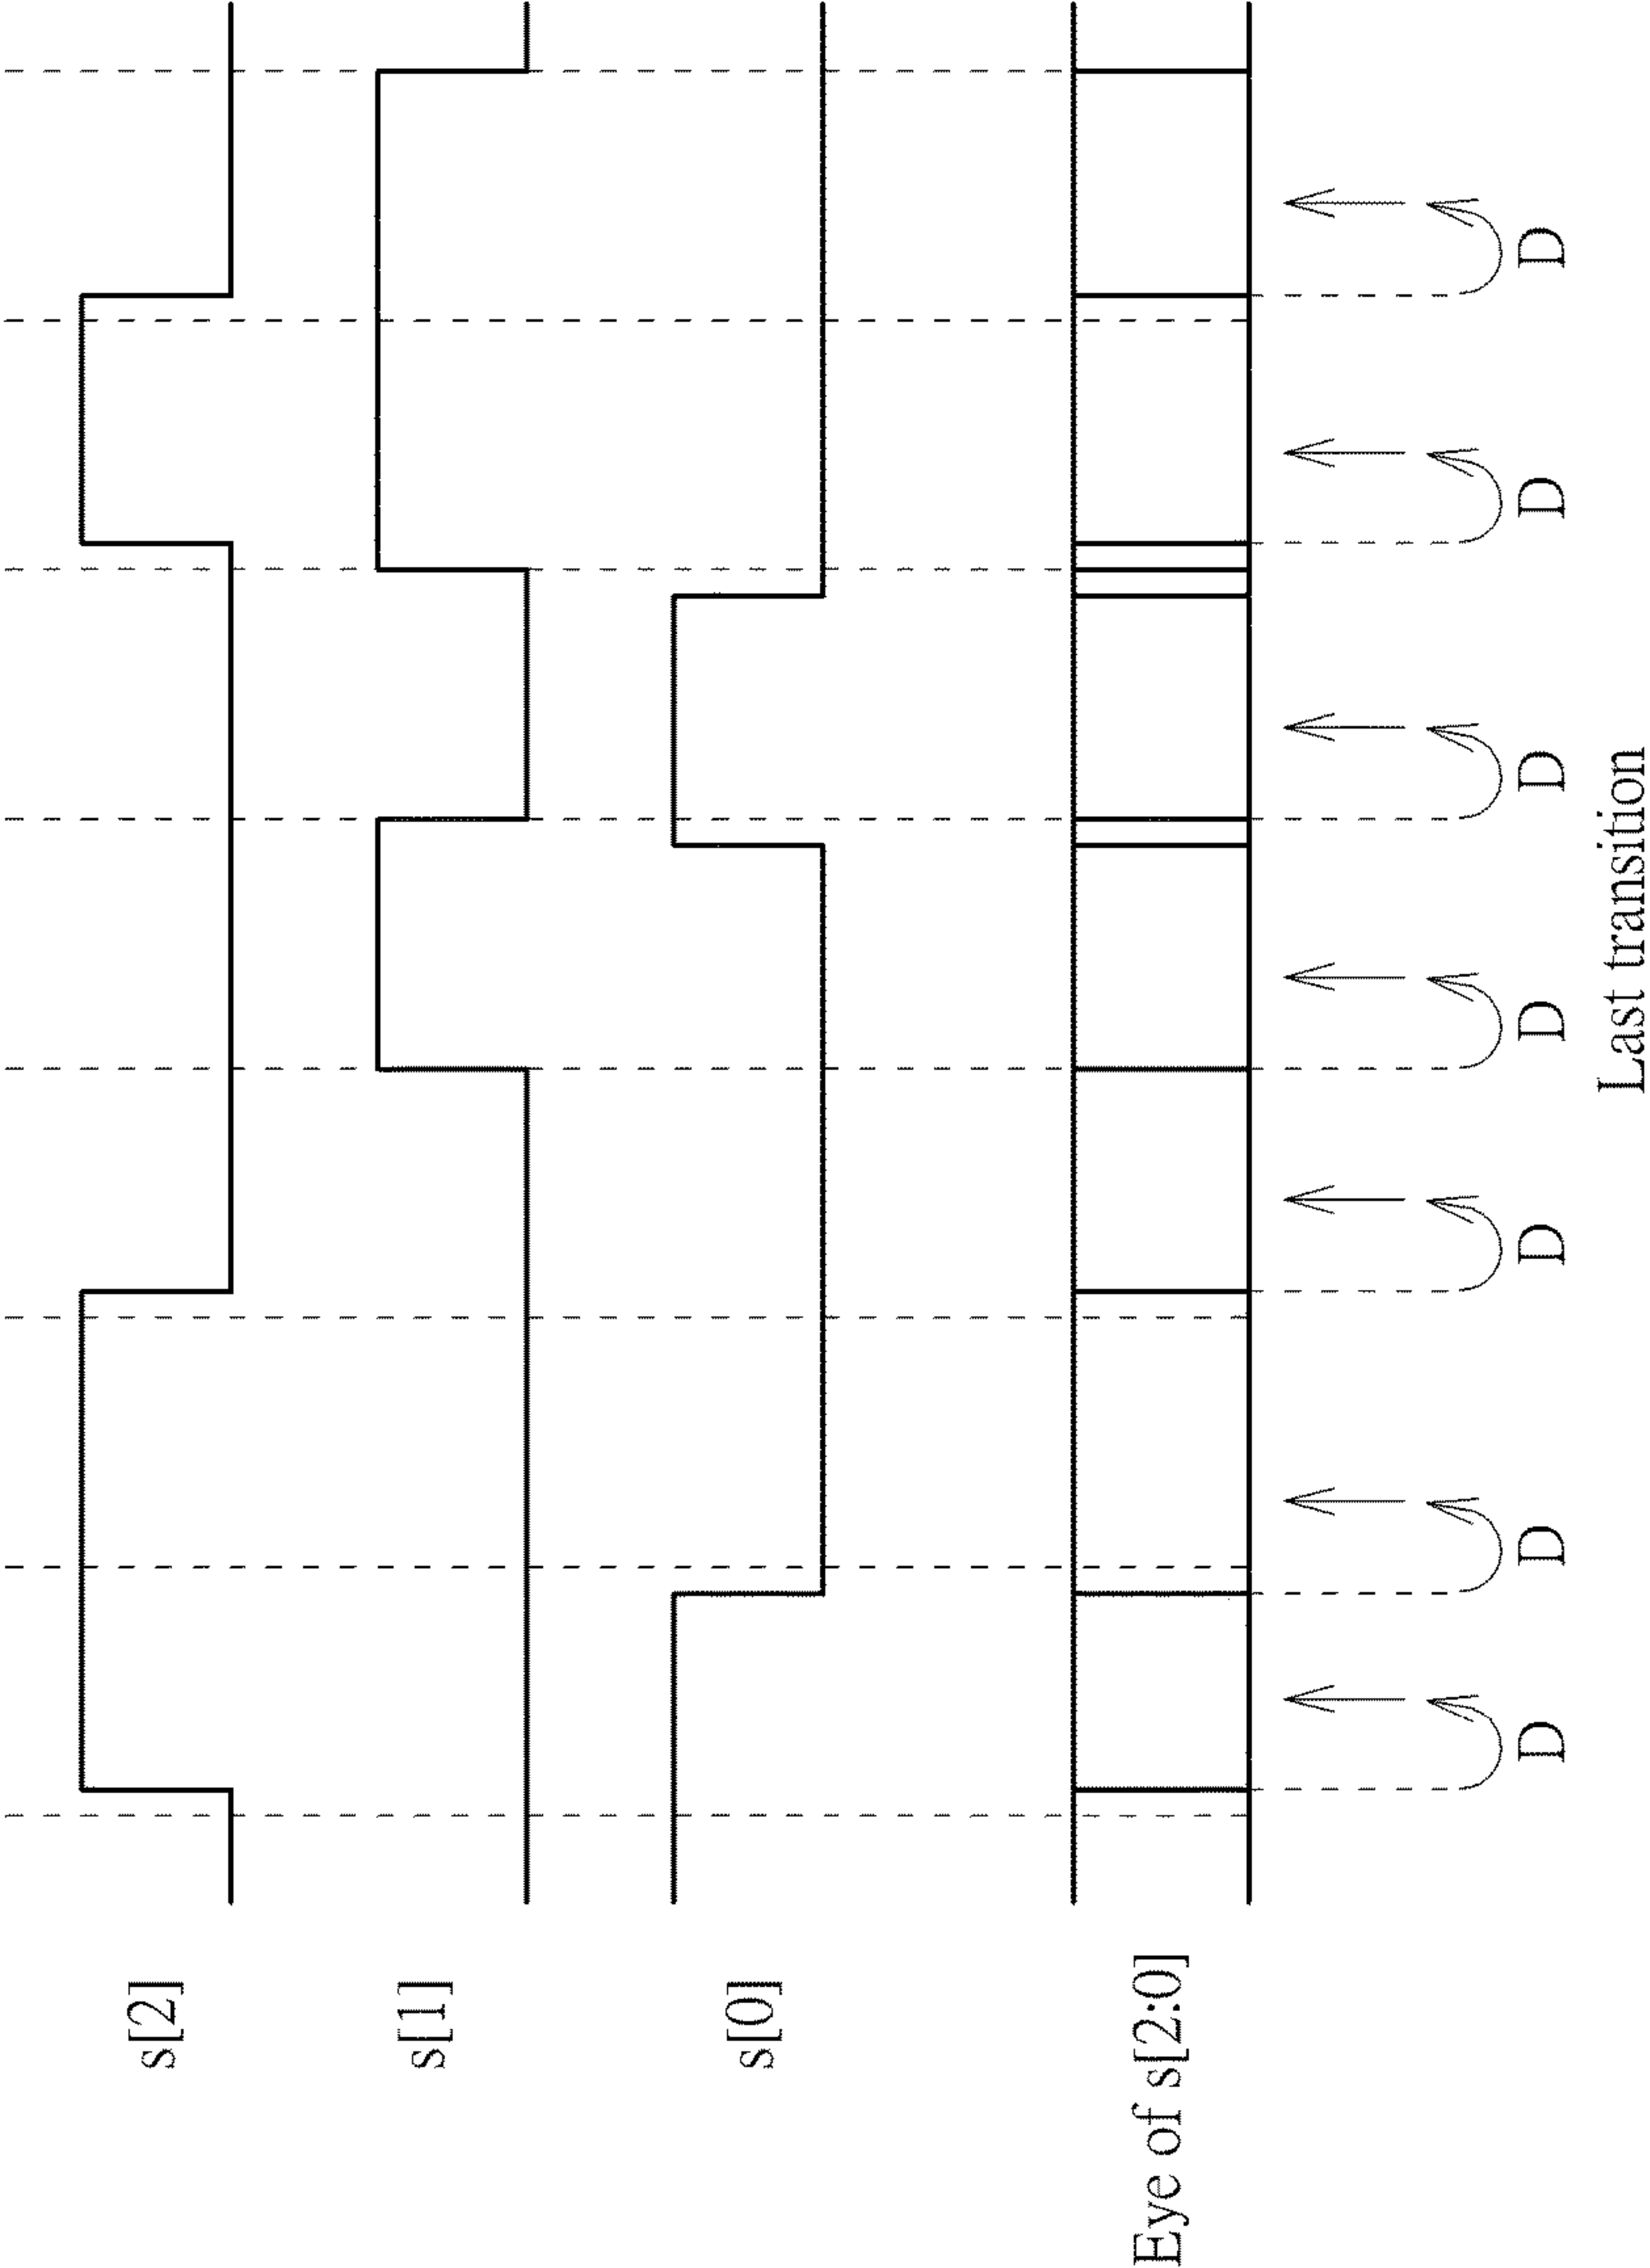 s[2]
s[1]
s[0]
Eye of s[2:0]
D D D D D D D
Last transition